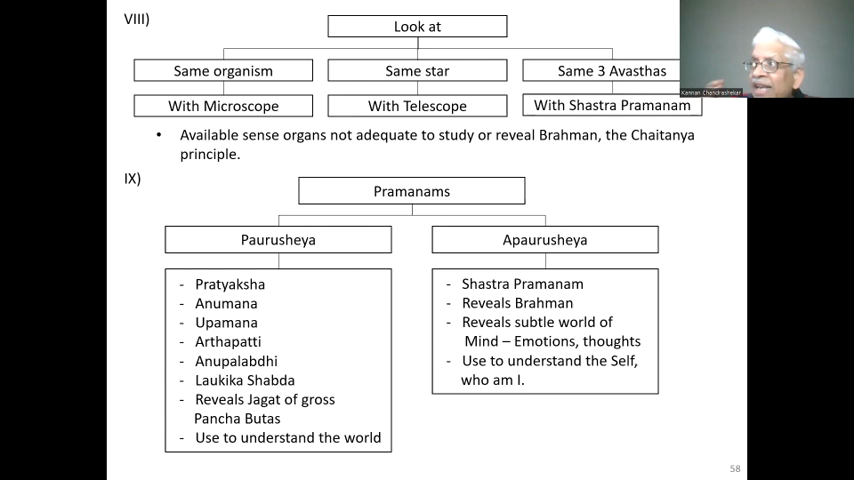 VIII)
Look at
Same organism
Same star
Same 3 Avasthas
With Microscope
With Telescope
With Shastra Pramanam
Kannan Chandrashekar
• Available sense organs not adequate to study or reveal Brahman, the Chaitanya
principle.
IX)
Pramanams
Paurusheya
Apaurusheya
- Pratyaksha
- Anumana
- Upamana
- Arthapatti
- Anupalabdhi
- Laukika Shabda
- Reveals Jagat of gross
Pancha Butas
- Use to understand the world
- Shastra Pramanam
- Reveals Brahman
- Reveals subtle world of
Mind – Emotions, thoughts
- Use to understand the Self,
who am I.
58